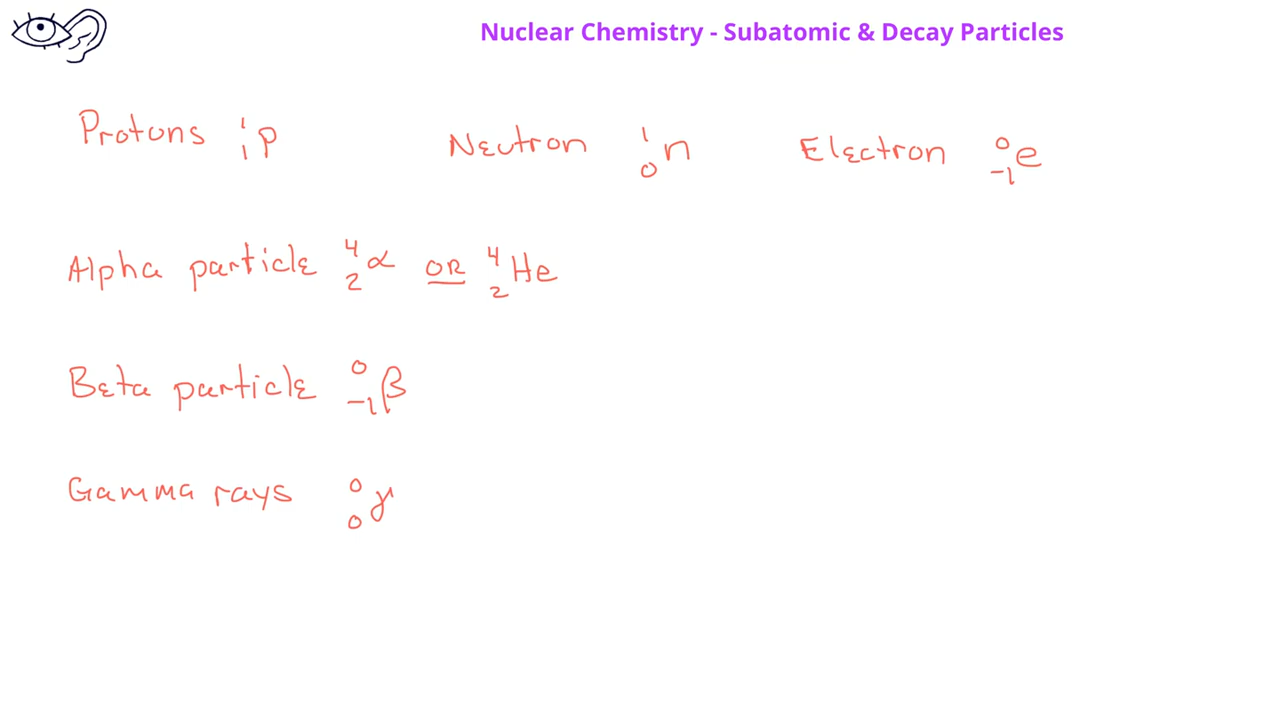 Nuclear Chemistry - Subatomic & Decay Particles
Protons ¹₁p Neutron ¹₀n Electron ⁰₋₁e
Alpha particle ⁴₂α OR ⁴₂He
Beta particle ⁰₋₁β
Gamma rays ⁰₀γ